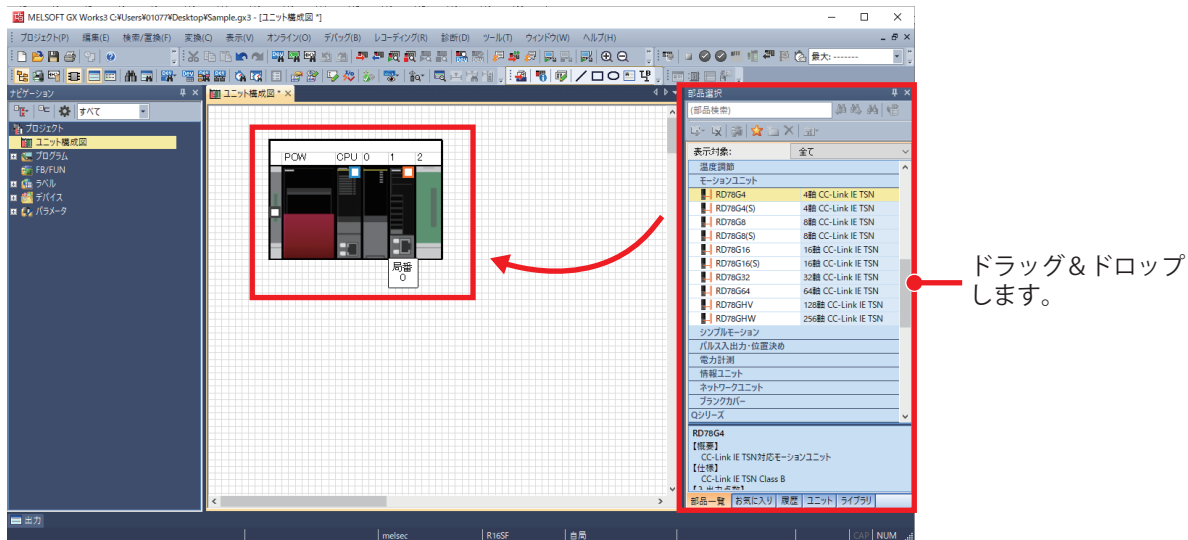 MELSOFT GX Works3 C:¥Users¥01077¥Desktop¥Sample.gx3 - [ユニット構成図 *]
プロジェクト(P) 編集(E) 検索/置換(F) 変換(C) 表示(V) オンライン(O) デバッグ(B) レコーディング(R) 診断(D) ツール(T) ウィンドウ(W) ヘルプ(H)
最大: -------
ナビゲーション
すべて
プロジェクト
ユニット構成図
プログラム
FB/FUN
ラベル
デバイス
パラメータ
ユニット構成図 *
POW CPU 0 1 2
局番
0
部品選択
(部品検索)
表示対象: 全て
温度調節
モーションユニット
RD78G4 4軸 CC-Link IE TSN
RD78G4(S) 4軸 CC-Link IE TSN
RD78G8 8軸 CC-Link IE TSN
RD78G8(S) 8軸 CC-Link IE TSN
RD78G16 16軸 CC-Link IE TSN
RD78G16(S) 16軸 CC-Link IE TSN
RD78G32 32軸 CC-Link IE TSN
RD78G64 64軸 CC-Link IE TSN
RD78GHV 128軸 CC-Link IE TSN
RD78GHW 256軸 CC-Link IE TSN
シンプルモーション
パルス入出力・位置決め
電力計測
情報ユニット
ネットワークユニット
ブランクカバー
Qシリーズ
RD78G4
【概要】
CC-Link IE TSN対応モーションユニット
【仕様】
CC-Link IE TSN Class B
部品一覧 お気に入り 履歴 ユニット ライブラリ
ドラッグ&ドロップ
します。
出力
melsec R16SF 自局 CAP NUM